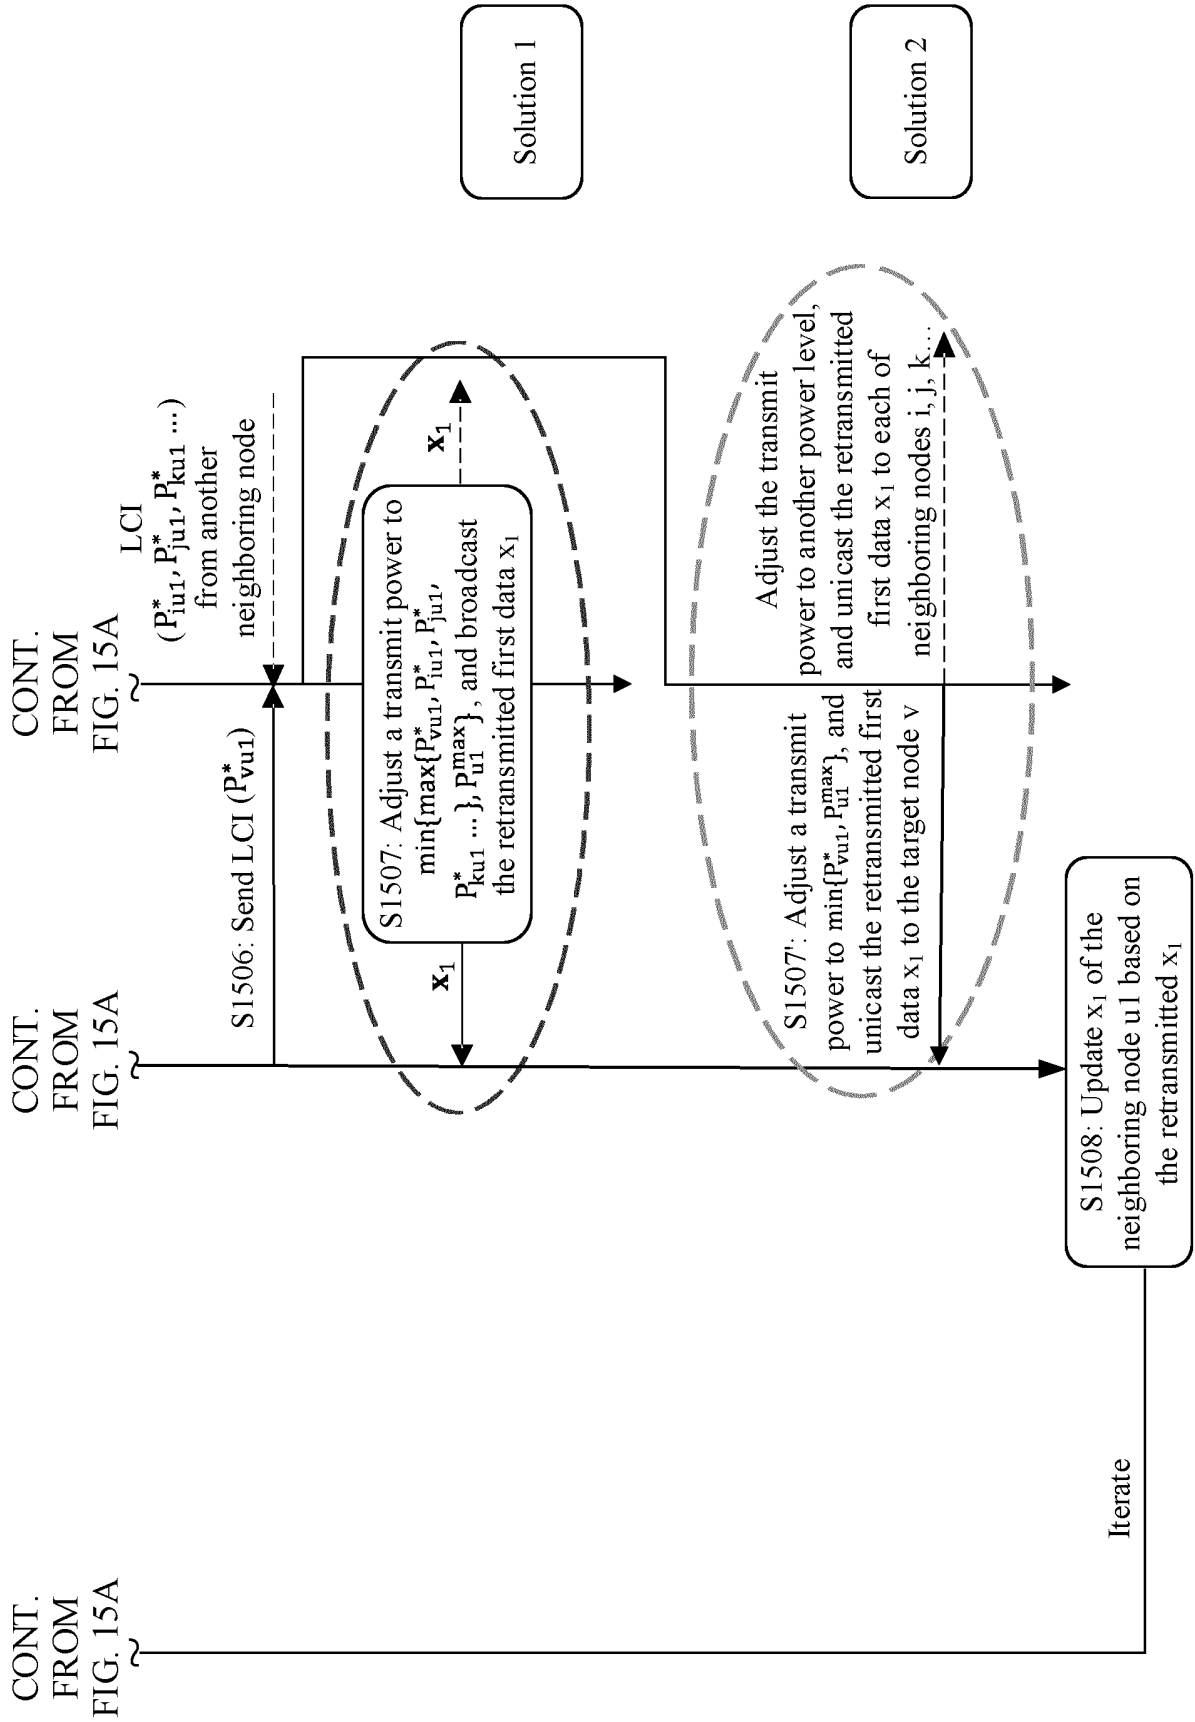 CONT.
FROM
FIG. 15A
CONT.
FROM
FIG. 15A
CONT.
FROM
FIG. 15A
LCI
(P*iu1, P*ju1, P*ku1 ...)
from another
neighboring node
S1506: Send LCI (P*vu1)
S1507: Adjust a transmit power to
min{max{P*vu1, P*iu1, P*ju1,
P*ku1 ...}, Pmaxu1}, and broadcast
the retransmitted first data x1
x1
x1
Solution 1
S1507': Adjust a transmit
power to min{P*vu1, Pmaxu1}, and
unicast the retransmitted first
data x1 to the target node v
Adjust the transmit
power to another power level,
and unicast the retransmitted
first data x1 to each of
neighboring nodes i, j, k...
Solution 2
S1508: Update x1 of the
neighboring node u1 based on
the retransmitted x1
Iterate